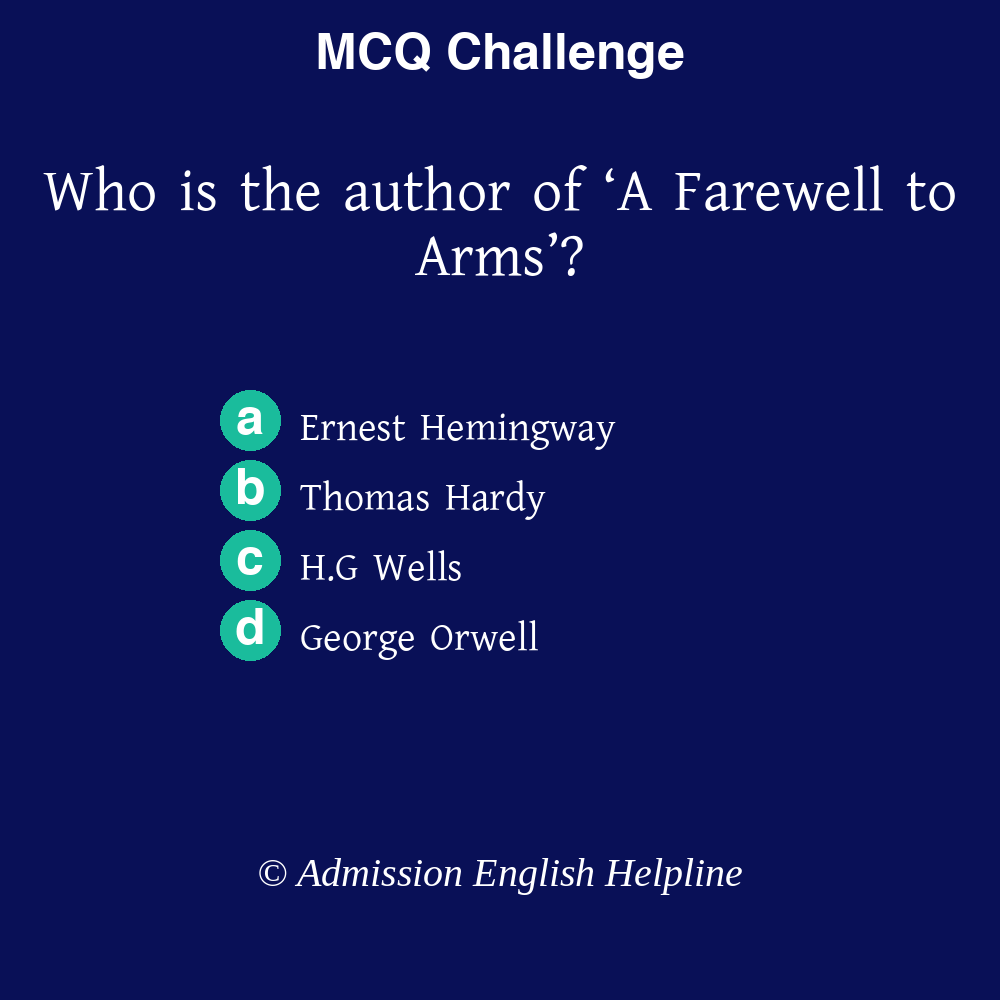 MCQ Challenge
Who is the author of ‘A Farewell to
Arms’?
a Ernest Hemingway
b Thomas Hardy
c H.G Wells
d George Orwell
© Admission English Helpline